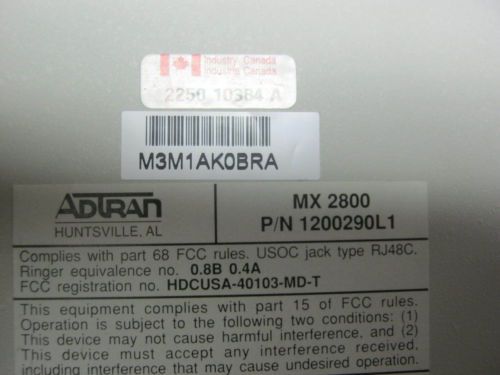 Industry Canada
Industrie Canada
2250 10384 A
M3M1AK0BRA
ADTRAN
HUNTSVILLE, AL
MX 2800
P/N 1200290L1
Complies with part 68 FCC rules. USOC jack type RJ48C.
Ringer equivalence no. 0.8B 0.4A
FCC registration no. HDCUSA-40103-MD-T
This equipment complies with part 15 of FCC rules.
Operation is subject to the following two conditions: (1)
This device may not cause harmful interference, and (2)
This device must accept any interference received,
including interference that may cause undesired operation.